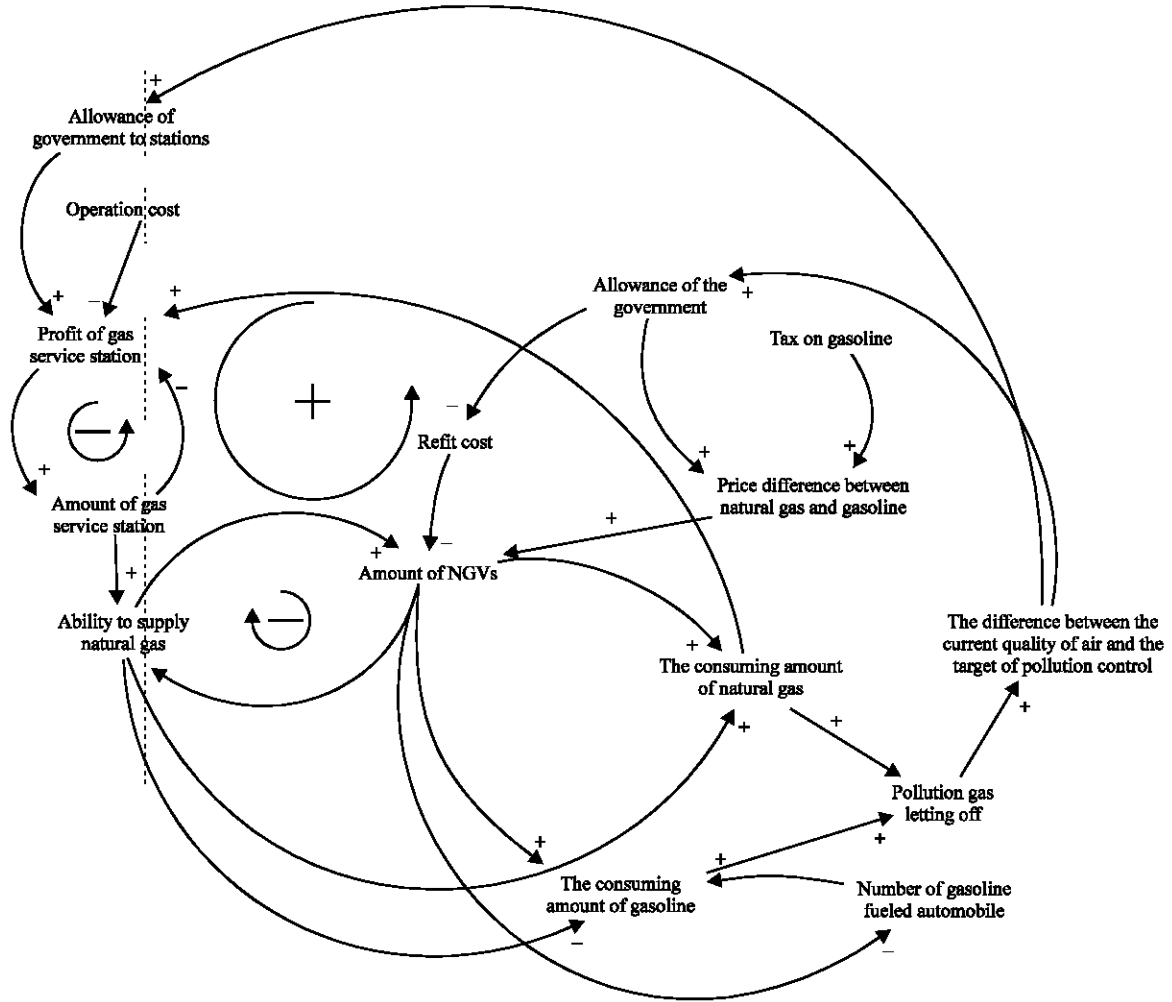 +
Allowance of
government to stations
Operation cost
+
–
+
Profit of gas
service station
Allowance of the
government
+
Tax on gasoline
–
–
+
–
Refit cost
+
+
+
Price difference between
natural gas and gasoline
Amount of gas
service station
+
+
–
+
Amount of NGVs
Ability to supply
natural gas
–
+
The consuming amount
of natural gas
+
The difference between the
current quality of air and the
target of pollution control
+
+
Pollution gas
letting off
+
+
+
The consuming
amount of gasoline
–
Number of gasoline
fueled automobile
–